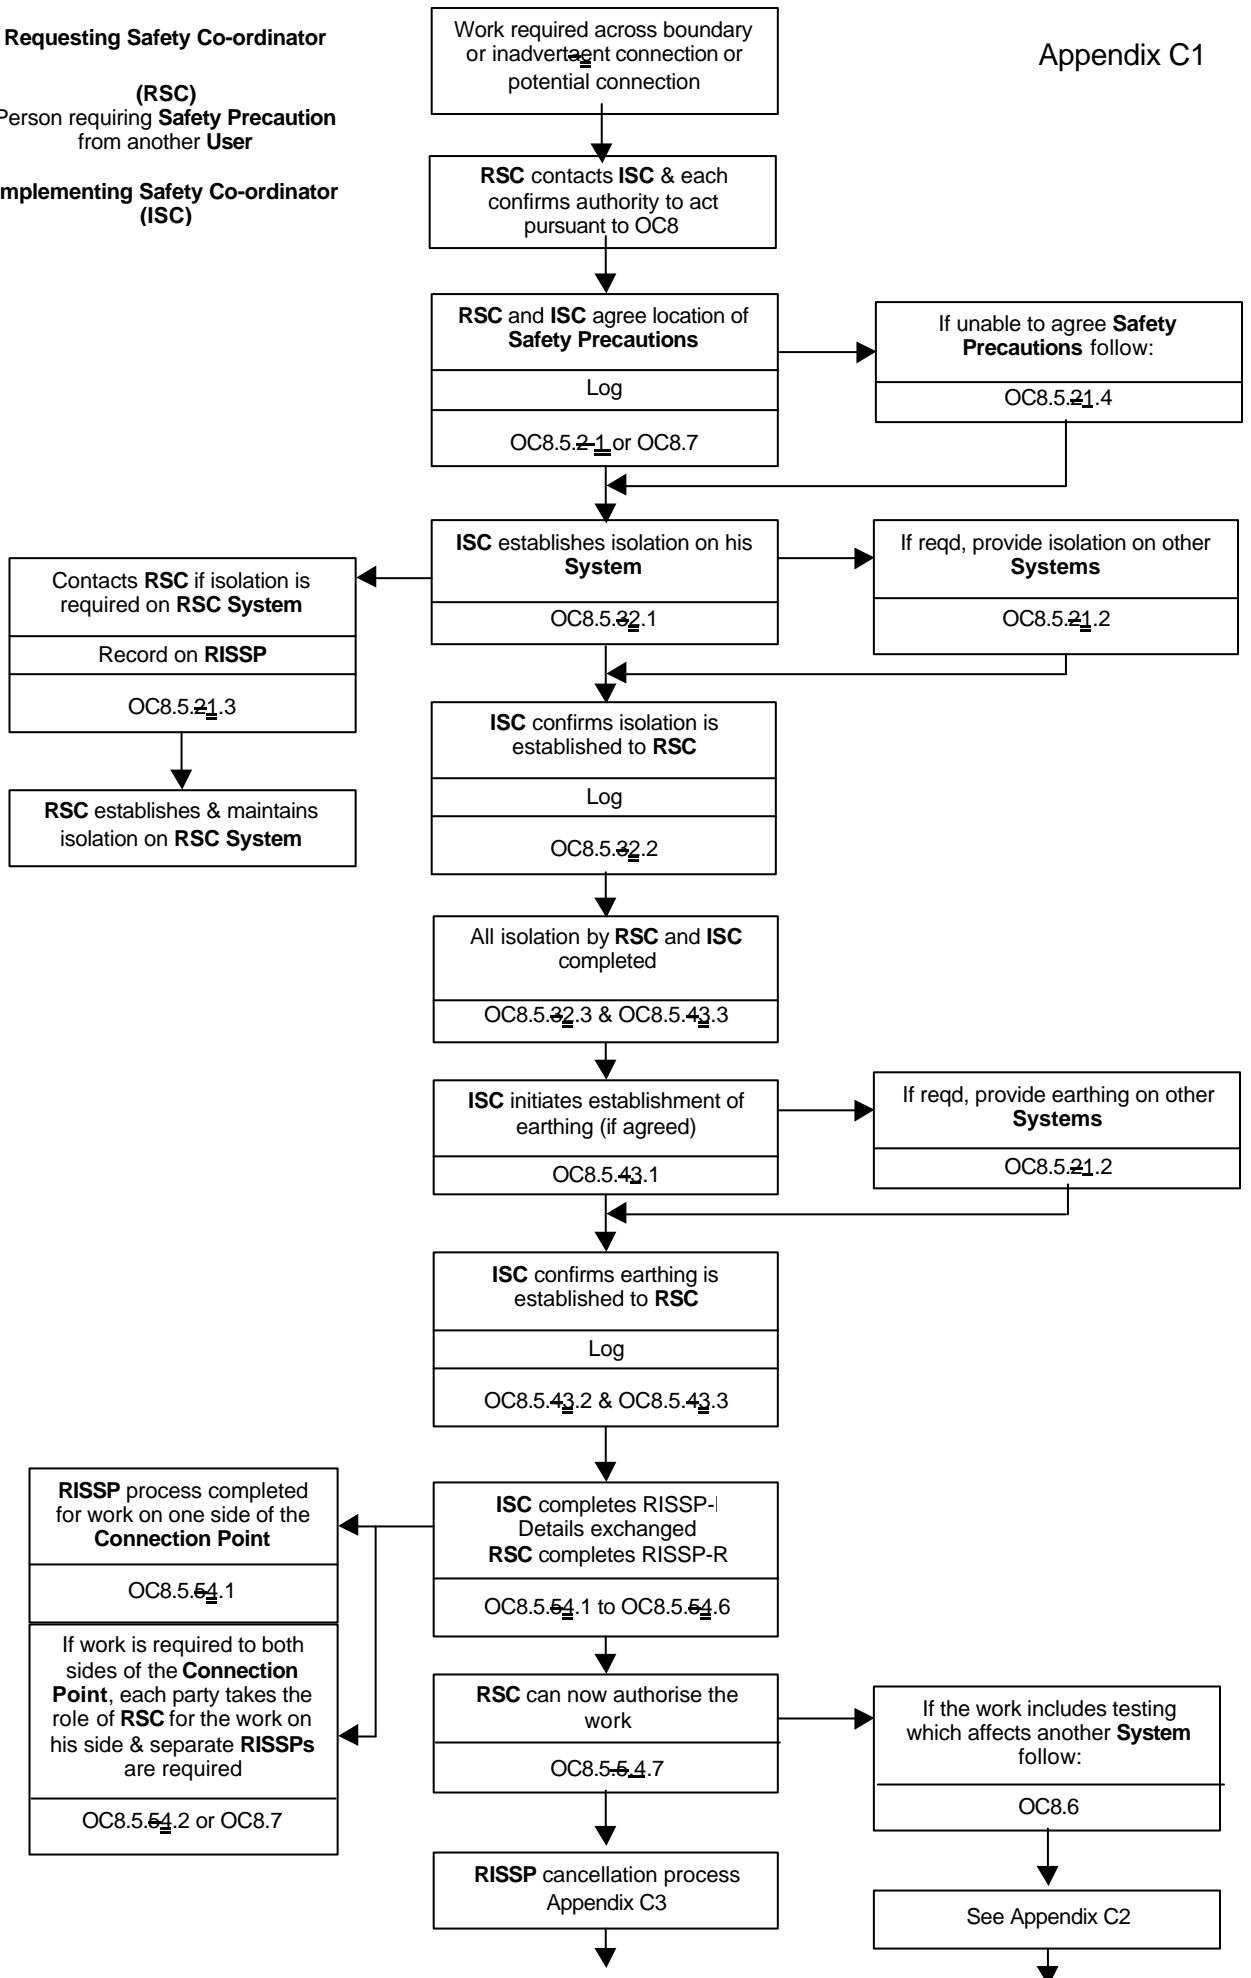 Requesting Safety Co-ordinator
(RSC)
Person requiring Safety Precaution
from another User
Implementing Safety Co-ordinator
(ISC)
Appendix C1
Work required across boundary
or inadvertaent connection or
potential connection
RSC contacts ISC & each
confirms authority to act
pursuant to OC8
RSC and ISC agree location of
Safety Precautions
Log
OC8.5.2 1 or OC8.7
If unable to agree Safety
Precautions follow:
OC8.5.21.4
ISC establishes isolation on his
System
OC8.5.32.1
If reqd, provide isolation on other
Systems
OC8.5.21.2
Contacts RSC if isolation is
required on RSC System
Record on RISSP
OC8.5.21.3
RSC establishes & maintains
isolation on RSC System
ISC confirms isolation is
established to RSC
Log
OC8.5.32.2
All isolation by RSC and ISC
completed
OC8.5.32.3 & OC8.5.43.3
ISC initiates establishment of
earthing (if agreed)
OC8.5.43.1
If reqd, provide earthing on other
Systems
OC8.5.21.2
ISC confirms earthing is
established to RSC
Log
OC8.5.43.2 & OC8.5.43.3
ISC completes RISSP-I
Details exchanged
RSC completes RISSP-R
OC8.5.54.1 to OC8.5.54.6
RISSP process completed
for work on one side of the
Connection Point
OC8.5.54.1
If work is required to both
sides of the Connection
Point, each party takes the
role of RSC for the work on
his side & separate RISSPs
are required
OC8.5.54.2 or OC8.7
RSC can now authorise the
work
OC8.5.5.4.7
If the work includes testing
which affects another System
follow:
OC8.6
RISSP cancellation process
Appendix C3
See Appendix C2